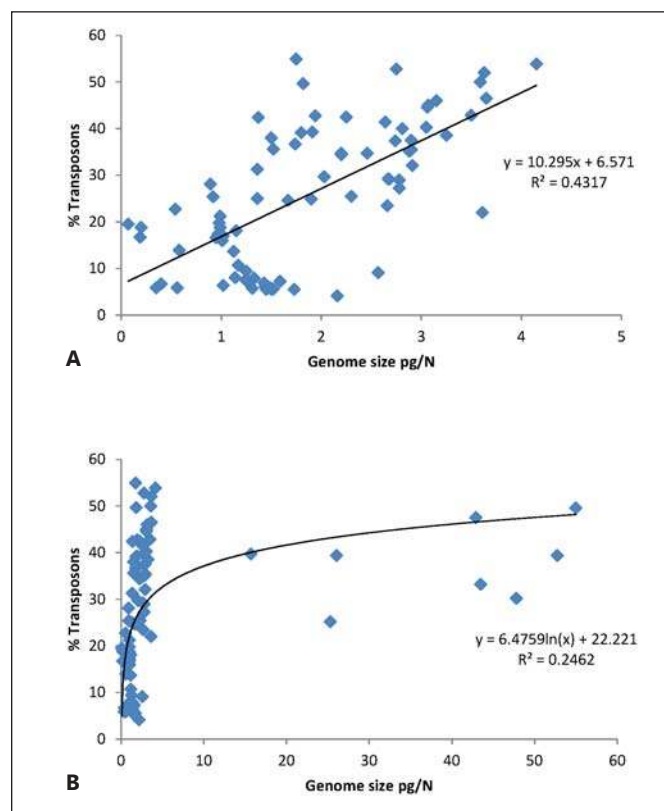 60
50
40
30
20
10
0
% Transposons
y = 10.295x + 6.571
R² = 0.4317
0 1 2 3 4 5
Genome size pg/N
A
60
50
40
30
20
10
0
% Transposons
y = 6.4759ln(x) + 22.221
R² = 0.2462
0 10 20 30 40 50 60
Genome size pg/N
B